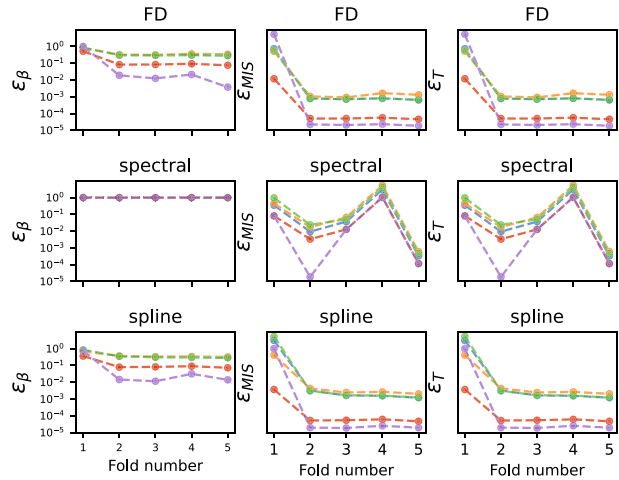 FD FD FD
ε_β 10^0 10^-1 10^-2 10^-3 10^-4 10^-5
ε_MIS
ε_T
spectral spectral spectral
ε_β 10^0 10^-1 10^-2 10^-3 10^-4 10^-5
ε_MIS
ε_T
spline spline spline
ε_β 10^0 10^-1 10^-2 10^-3 10^-4 10^-5
ε_MIS
ε_T
1 2 3 4 5 1 2 3 4 5 1 2 3 4 5
Fold number Fold number Fold number